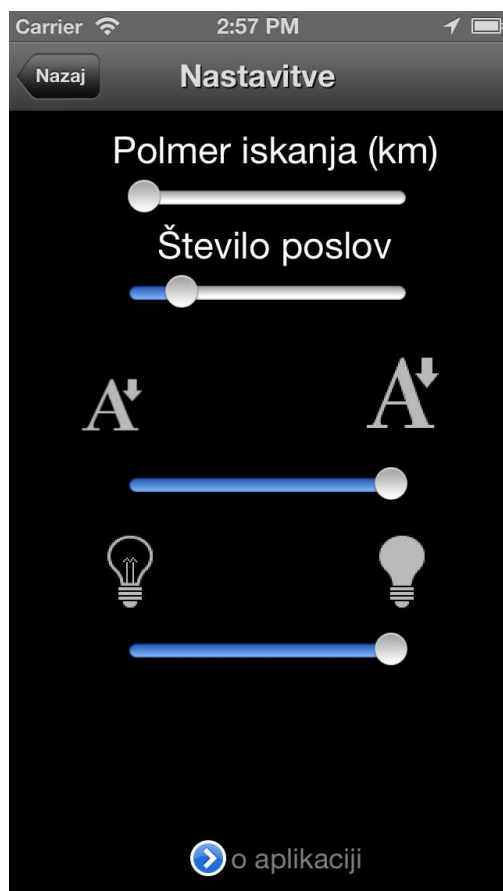 Carrier 2:57 PM
Nazaj Nastavitve
Polmer iskanja (km)
Število poslov
A A
o aplikaciji